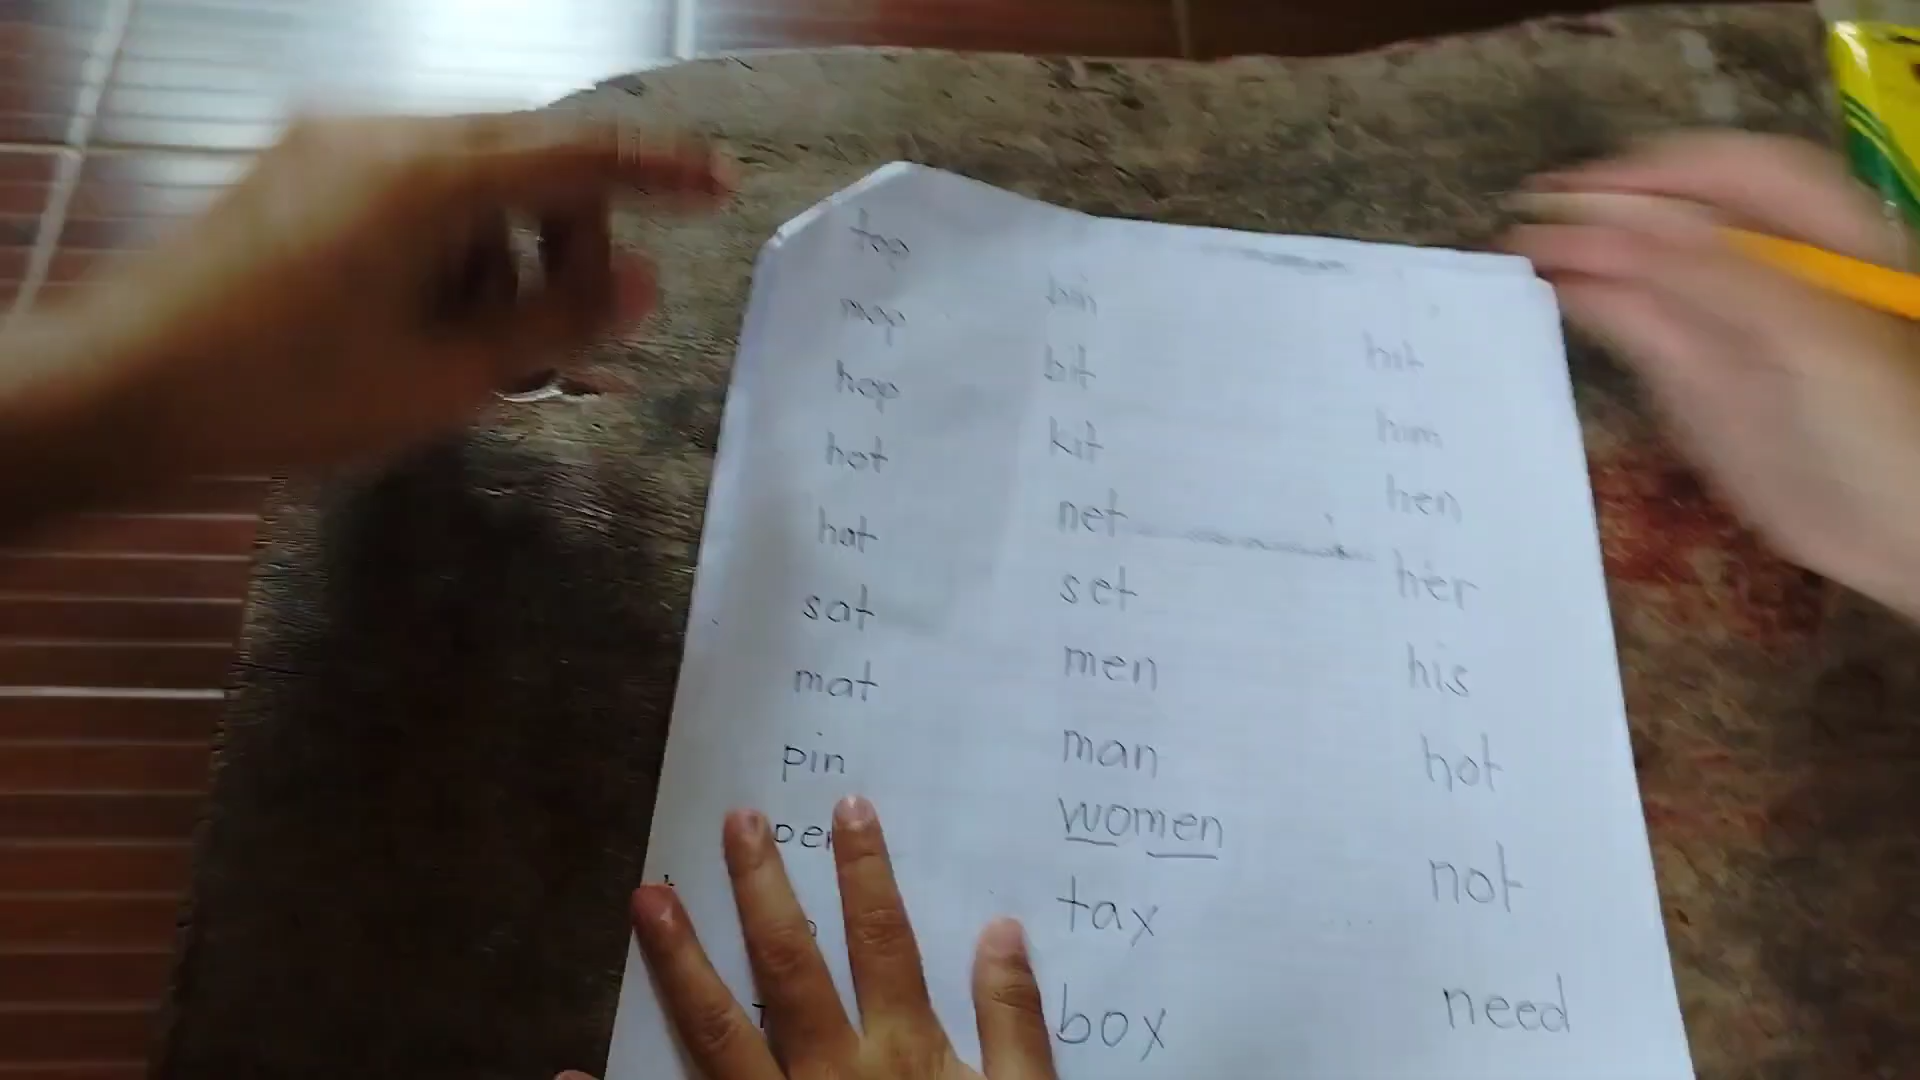 top
mop
hop
hot
hat
sat
mat
pin
bin
bit
kit
net
set
men
man
women
tax
box
hit
him
hen
her
his
hot
not
need